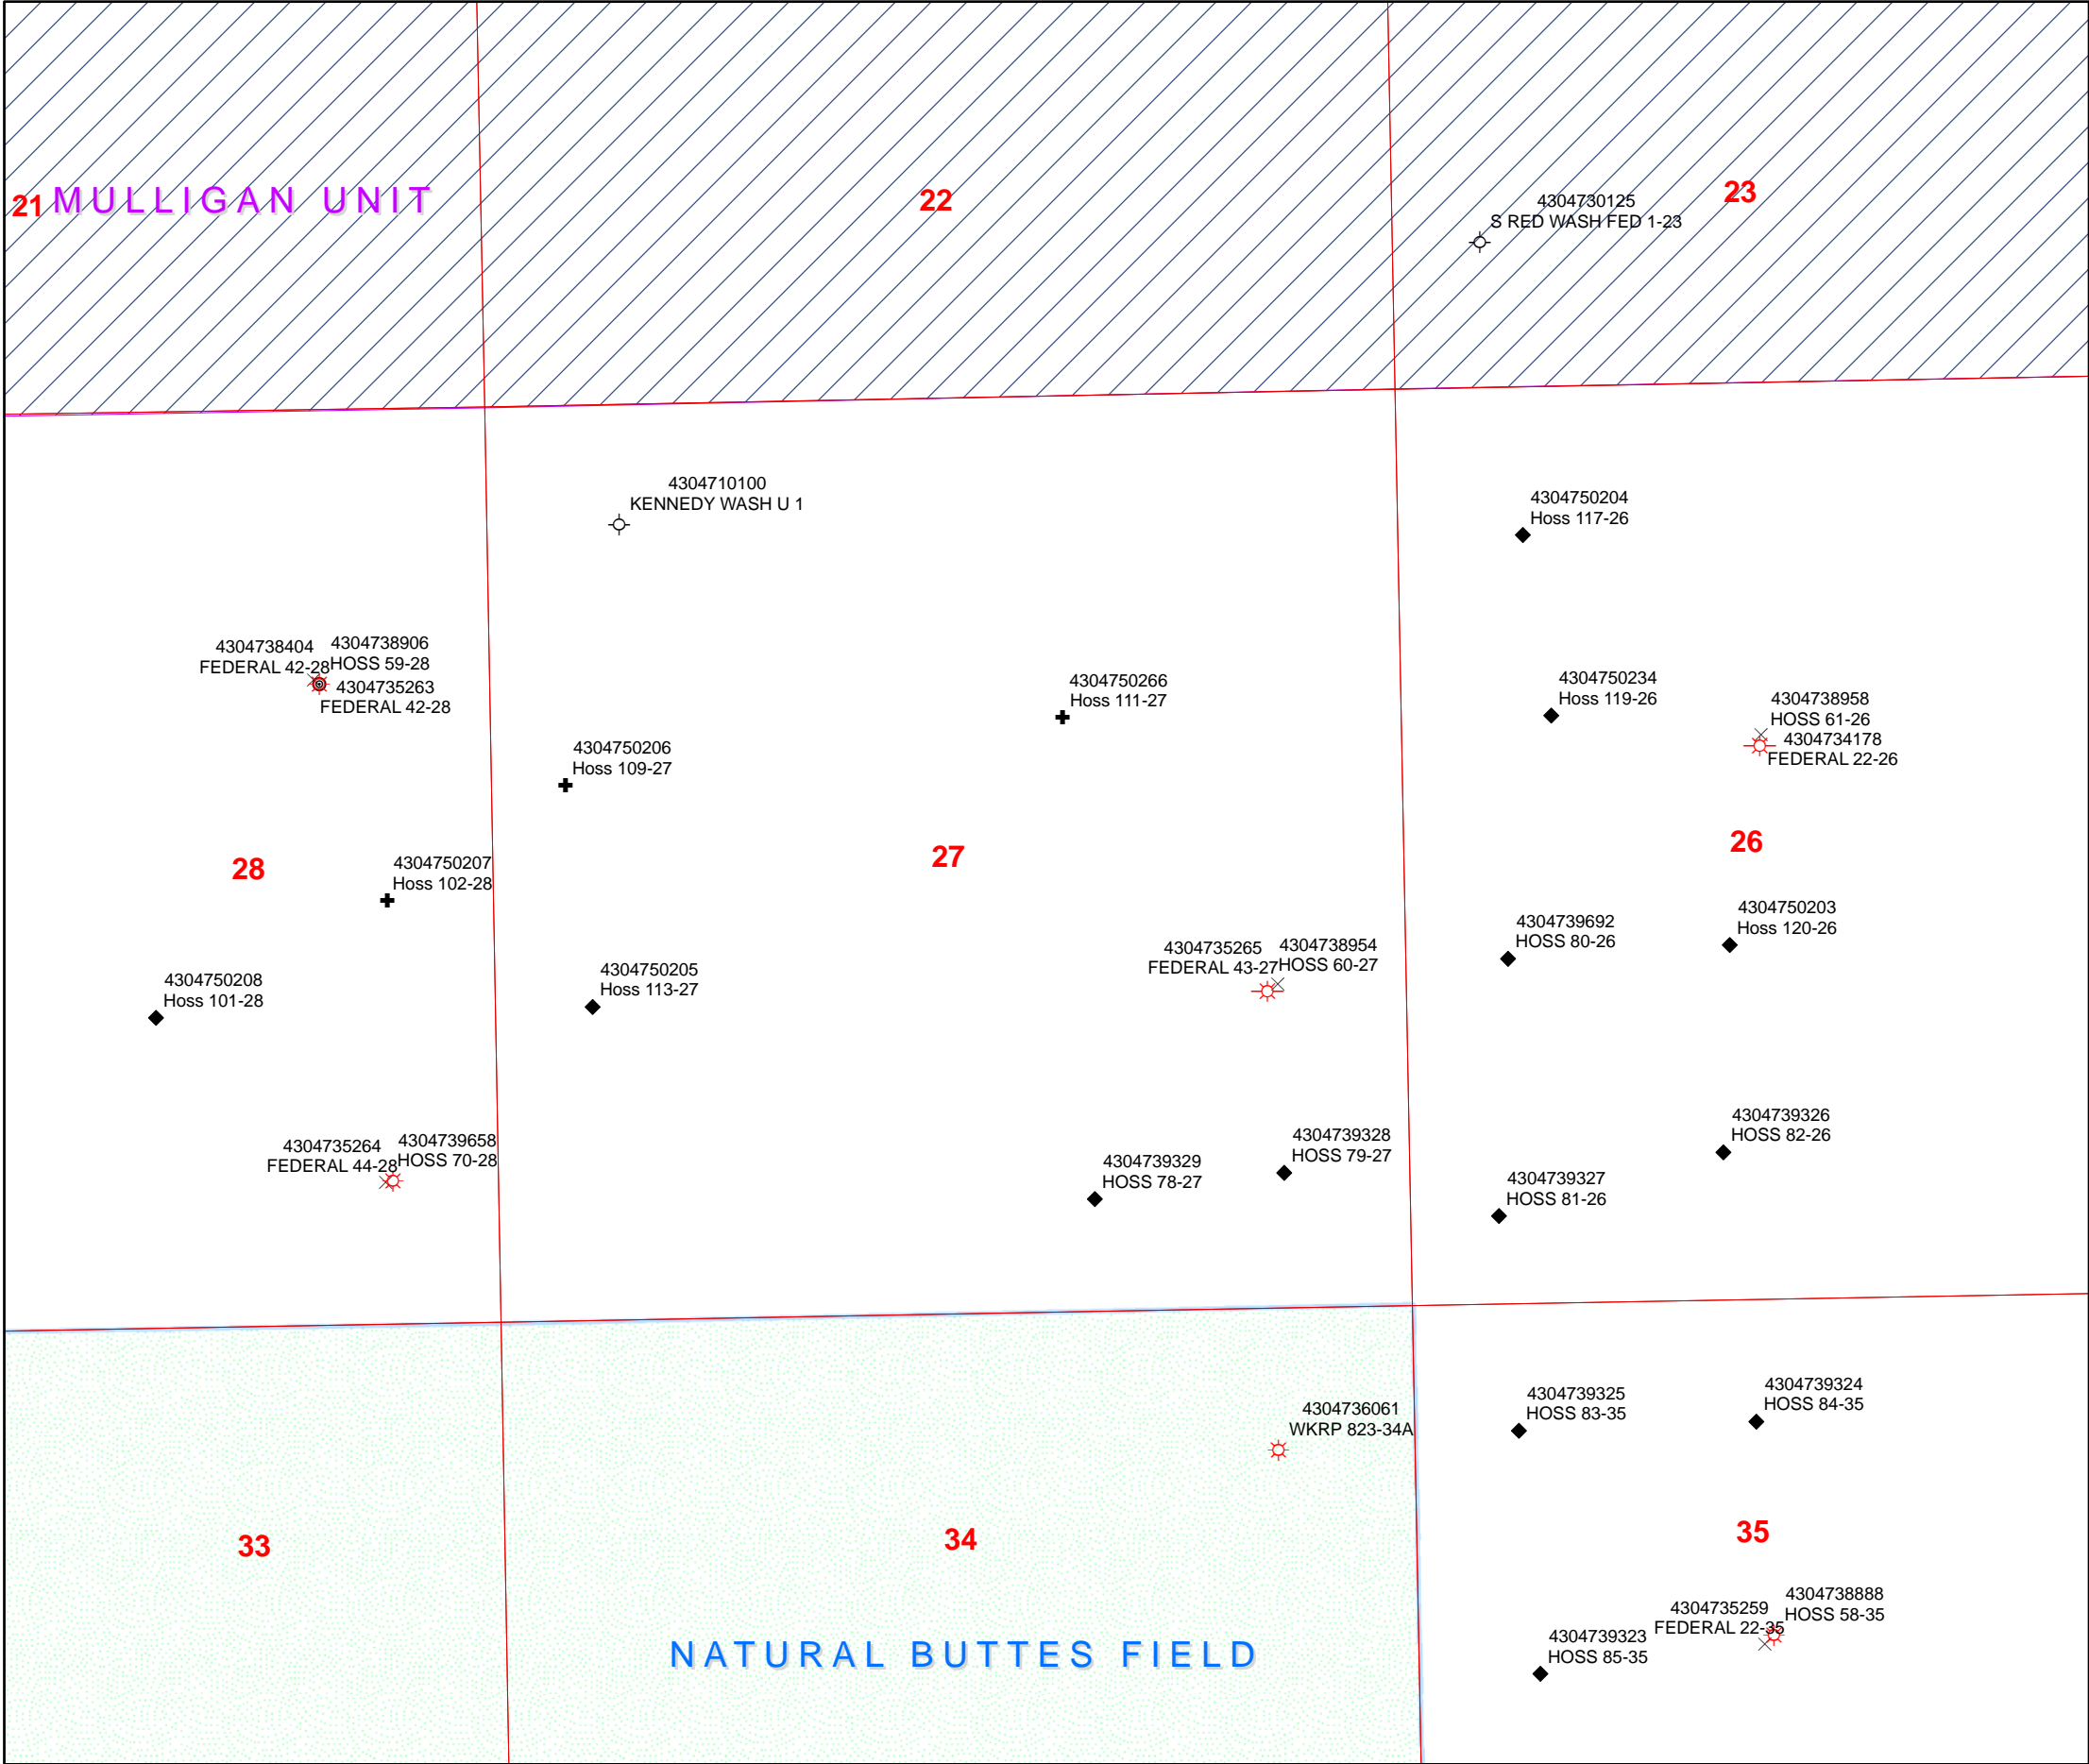 21
MULLIGAN UNIT
22
23
4304730125
S RED WASH FED 1-23
4304710100
KENNEDY WASH U 1
4304750204
Hoss 117-26
4304738404
FEDERAL 42-28
4304738906
HOSS 59-28
4304735263
FEDERAL 42-28
4304750266
Hoss 111-27
4304750234
Hoss 119-26
4304738958
HOSS 61-26
4304734178
FEDERAL 22-26
4304750206
Hoss 109-27
28
27
26
4304750207
Hoss 102-28
4304735265
FEDERAL 43-27
4304738954
HOSS 60-27
4304739692
HOSS 80-26
4304750203
Hoss 120-26
4304750208
Hoss 101-28
4304750205
Hoss 113-27
4304735264
FEDERAL 44-28
4304739658
HOSS 70-28
4304739329
HOSS 78-27
4304739328
HOSS 79-27
4304739327
HOSS 81-26
4304739326
HOSS 82-26
4304736061
WKRP 823-34A
4304739325
HOSS 83-35
4304739324
HOSS 84-35
33
34
35
NATURAL BUTTES FIELD
4304739323
HOSS 85-35
4304735259
FEDERAL 22-35
4304738888
HOSS 58-35